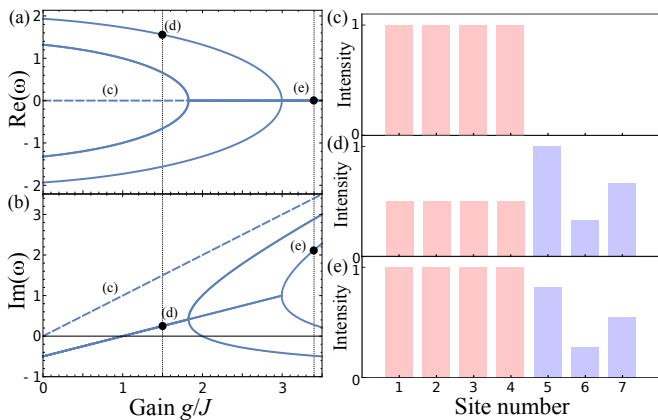 (a)
Re(ω)
2
1
0
- 1
- 2
(c)
(d)
(e)
(b)
Im(ω)
3
2
1
0
- 1
(c)
(d)
(e)
0
1
2
3
Gain g/J
(c)
Intensity
1
0
(d)
Intensity
1
0
(e)
Intensity
1
0
1 2 3 4 5 6 7
Site number